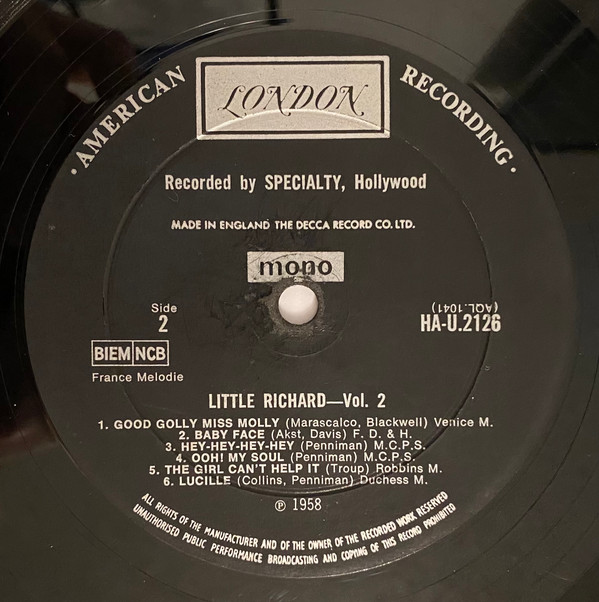 · AMERICAN RECORDING ·
LONDON
Recorded by SPECIALTY, Hollywood
MADE IN ENGLAND THE DECCA RECORD CO. LTD.
mono
Side
2
(AQL.1041)
HA-U.2126
BIEM NCB
France Melodie
LITTLE RICHARD—Vol. 2
1. GOOD GOLLY MISS MOLLY (Marascalco, Blackwell) Venice M.
2. BABY FACE (Akst, Davis) F. D. & H.
3. HEY-HEY-HEY-HEY (Penniman) M.C.P.S.
4. OOH! MY SOUL (Penniman) M.C.P.S.
5. THE GIRL CAN'T HELP IT (Troup) Robbins M.
6. LUCILLE (Collins, Penniman) Duchess M.
℗ 1958
ALL RIGHTS OF THE MANUFACTURER AND OF THE OWNER OF THE RECORDED WORK RESERVED
UNAUTHORISED PUBLIC PERFORMANCE BROADCASTING AND COPYING OF THIS RECORD PROHIBITED